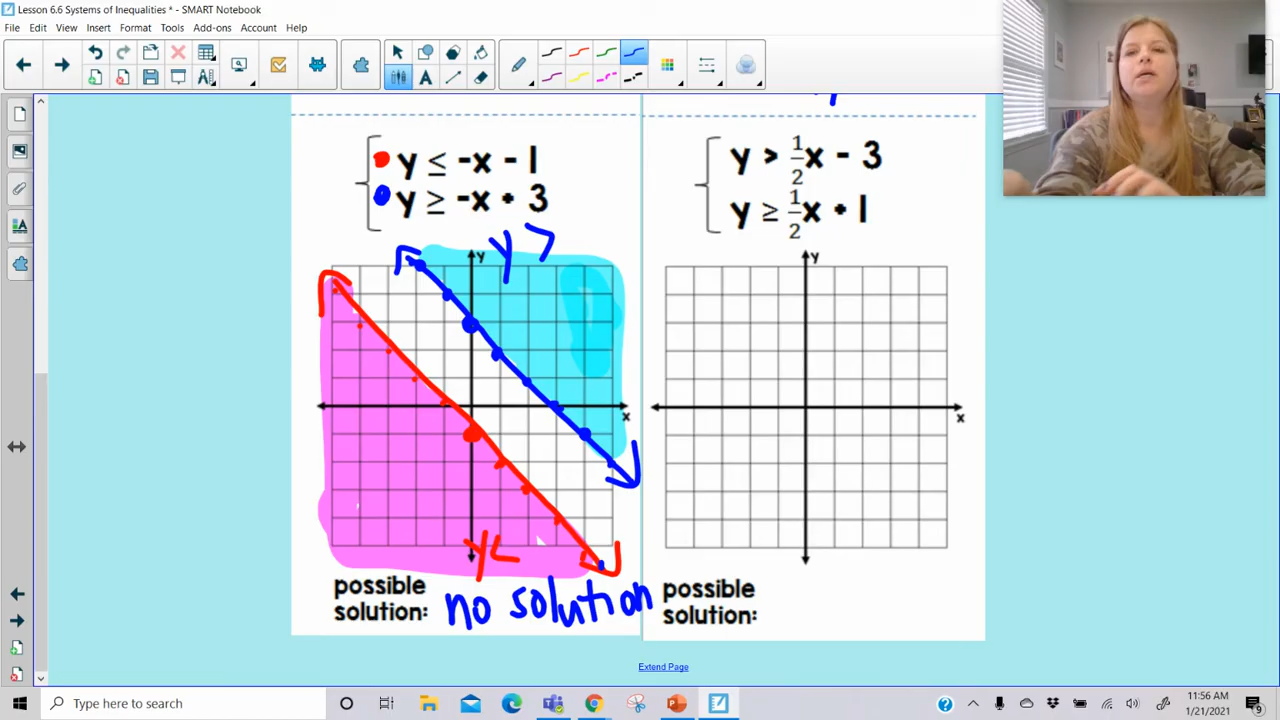 Lesson 6.6 Systems of Inequalities * - SMART Notebook
File Edit View Insert Format Tools Add-ons Account Help
y ≤ -x - 1
y ≥ -x + 3
y >
y
x
y <
possible
solution: no solution
y > 1/2x - 3
y ≥ 1/2x + 1
y
x
possible
solution:
Extend Page
Type here to search
11:56 AM
1/21/2021
9